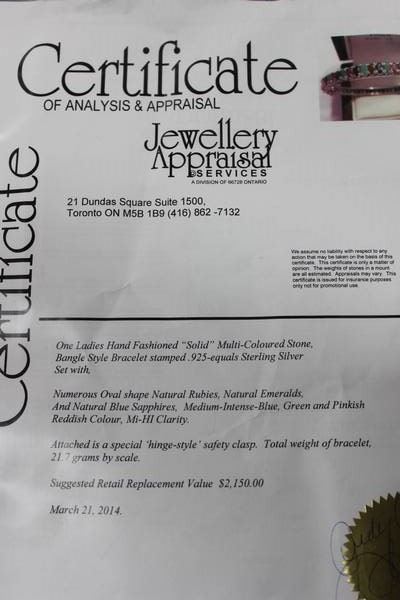 Certificate
OF ANALYSIS & APPRAISAL
Jewellery
Appraisal
SERVICES
A DIVISION OF 66728 ONTARIO
Certificate
21 Dundas Square Suite 1500,
Toronto ON M5B 1B9 (416) 862 -7132
We assume no liability with respect to any
action that may be taken on the basis of this
certificate. This certificate is only a matter of
opinion. The weights of stones in a mount
are all estimated. Appraisals may vary. This
certificate is issued for insurance purposes
only not for promotional use.
One Ladies Hand Fashioned "Solid" Multi-Coloured Stone,
Bangle Style Bracelet stamped .925-equals Sterling Silver
Set with,
Numerous Oval shape Natural Rubies, Natural Emeralds,
And Natural Blue Sapphires, Medium-Intense-Blue, Green and Pinkish
Reddish Colour, Mi-HI Clarity.
Attached is a special 'hinge-style' safety clasp. Total weight of bracelet,
21.7 grams by scale.
Suggested Retail Replacement Value $2,150.00
March 21, 2014.